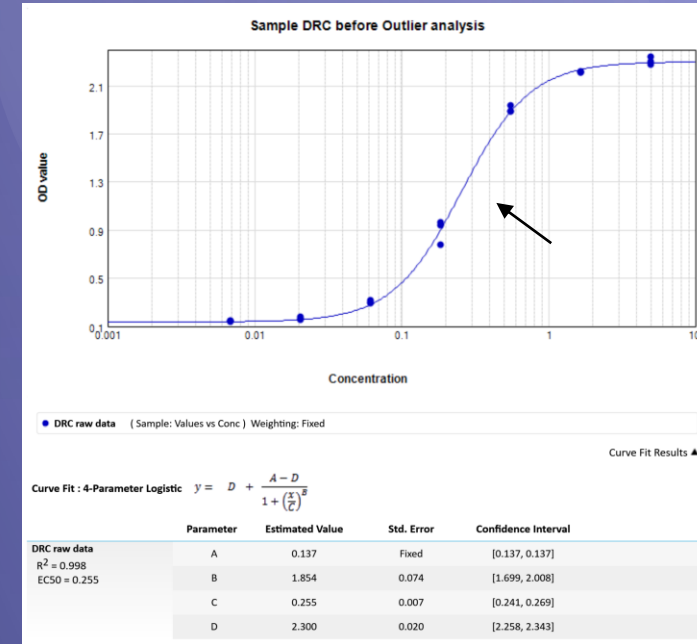 Sample DRC before Outlier analysis
OD value
2.1
1.7
1.3
0.9
0.5
0.1
0.001 0.01 0.1 1 10
Concentration
DRC raw data ( Sample: Values vs Conc ) Weighting: Fixed
Curve Fit Results ▲
Curve Fit : 4-Parameter Logistic y = D + (A − D) / (1 + (x/C)^B)
Parameter Estimated Value Std. Error Confidence Interval
DRC raw data
R² = 0.998
EC50 = 0.255
A 0.137 Fixed [0.137, 0.137]
B 1.854 0.074 [1.699, 2.008]
C 0.255 0.007 [0.241, 0.269]
D 2.300 0.020 [2.258, 2.343]